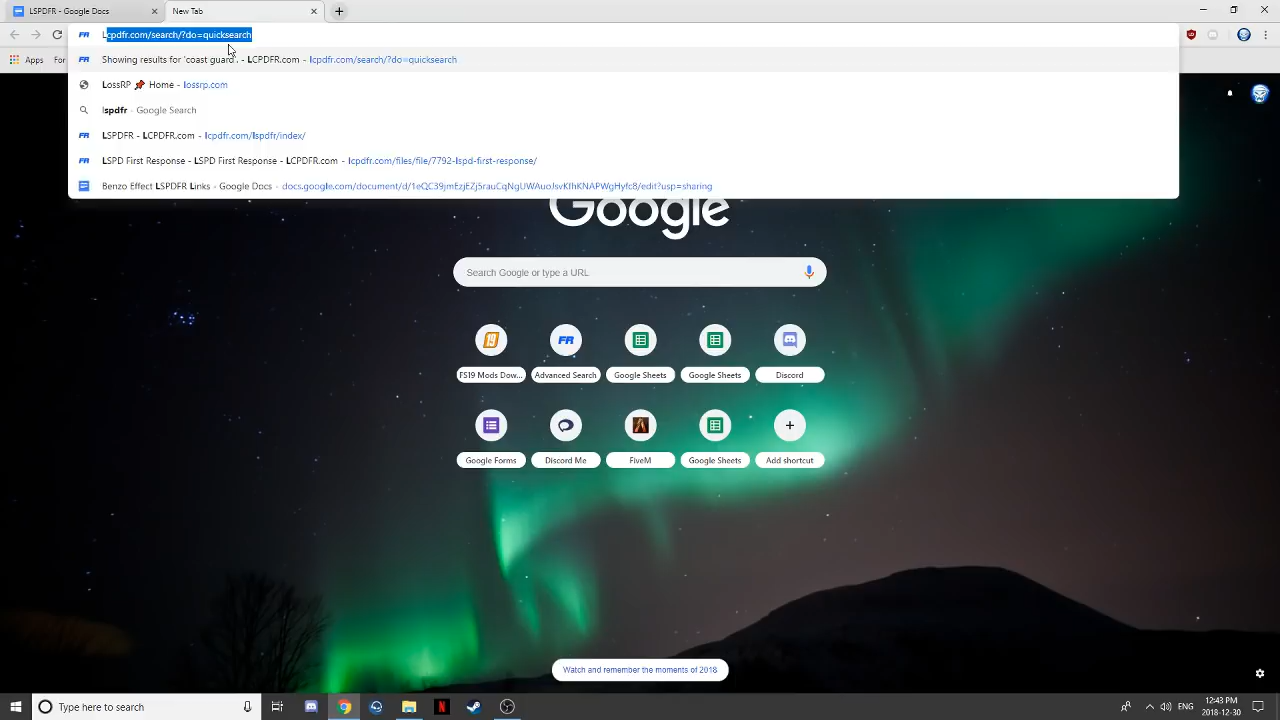 LSPDFR - Google Docs
New Tab
Lcpdfr.com/search/?do=quicksearch
Showing results for 'coast guard'. - LCPDFR.com - lcpdfr.com/search/?do=quicksearch
LossRP 📌 Home - lossrp.com
lspdfr - Google Search
LSPDFR - LCPDFR.com - lcpdfr.com/lspdfr/index/
LSPD First Response - LSPD First Response - LCPDFR.com - lcpdfr.com/files/file/7792-lspd-first-response/
Benzo Effect LSPDFR Links - Google Docs - docs.google.com/document/d/1eQC39jmEzjEZj5rauCqNgUWAuoJsvKfhKNAPWgHyfc8/edit?usp=sharing
Apps
For
Google
Search Google or type a URL
FS19 Mods Dow...
Advanced Search
Google Sheets
Google Sheets
Discord
Google Forms
Discord Me
FiveM
Google Sheets
Add shortcut
Watch and remember the moments of 2018
Type here to search
ENG
12:43 PM
2018-12-30